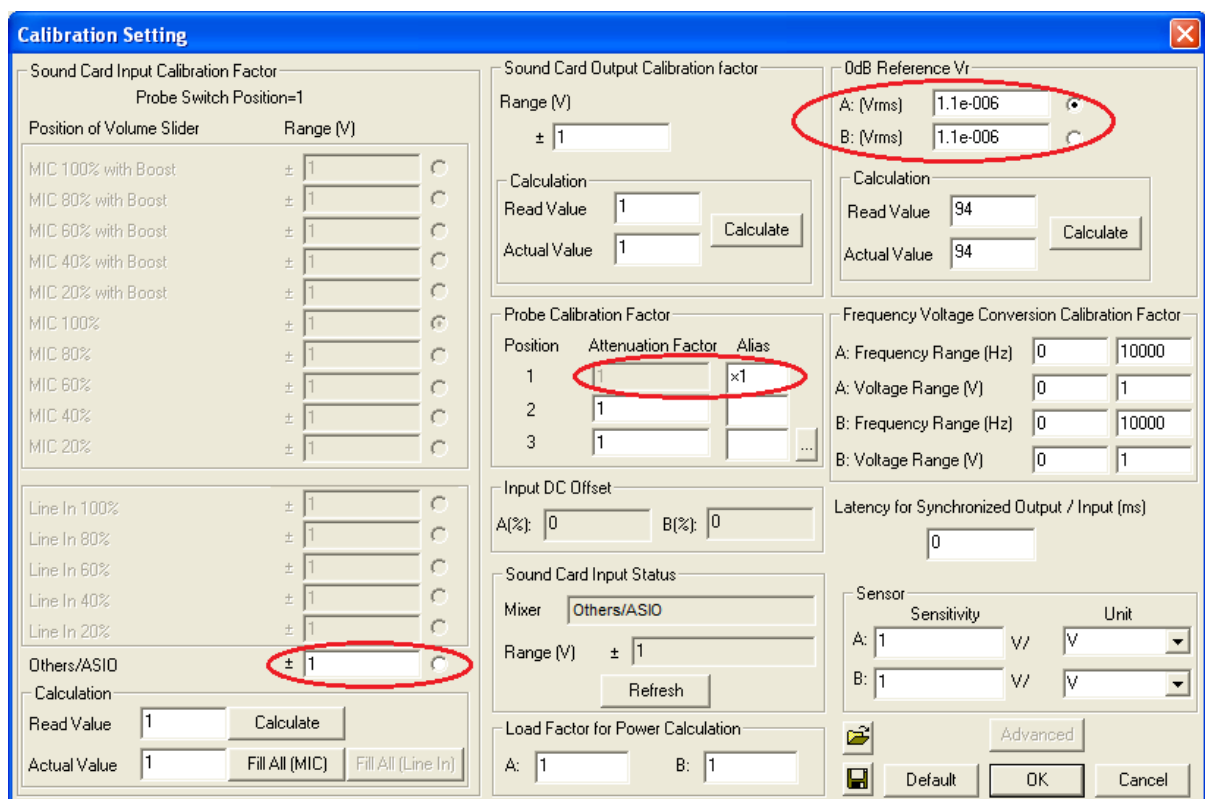 Calibration Setting
Sound Card Input Calibration Factor
Probe Switch Position=1
Position of Volume Slider Range (V)
MIC 100% with Boost ± 1
MIC 80% with Boost ± 1
MIC 60% with Boost ± 1
MIC 40% with Boost ± 1
MIC 20% with Boost ± 1
MIC 100% ± 1
MIC 80% ± 1
MIC 60% ± 1
MIC 40% ± 1
MIC 20% ± 1
Line In 100% ± 1
Line In 80% ± 1
Line In 60% ± 1
Line In 40% ± 1
Line In 20% ± 1
Others/ASIO ± 1
Calculation
Read Value 1 Calculate
Actual Value 1 Fill All (MIC) Fill All (Line In)
Sound Card Output Calibration factor
Range (V)
± 1
Calculation
Read Value 1
Calculate
Actual Value 1
Probe Calibration Factor
Position Attenuation Factor Alias
1 1 ×1
2 1
3 1 ...
Input DC Offset
A(%): 0 B(%): 0
Sound Card Input Status
Mixer Others/ASIO
Range (V) ± 1
Refresh
Load Factor for Power Calculation
A: 1 B: 1
0dB Reference Vr
A: (Vrms) 1.1e-006
B: (Vrms) 1.1e-006
Calculation
Read Value 94
Calculate
Actual Value 94
Frequency Voltage Conversion Calibration Factor
A: Frequency Range (Hz) 0 10000
A: Voltage Range (V) 0 1
B: Frequency Range (Hz) 0 10000
B: Voltage Range (V) 0 1
Latency for Synchronized Output / Input (ms)
0
Sensor
Sensitivity Unit
A: 1 V/ V
B: 1 V/ V
Advanced
Default OK Cancel